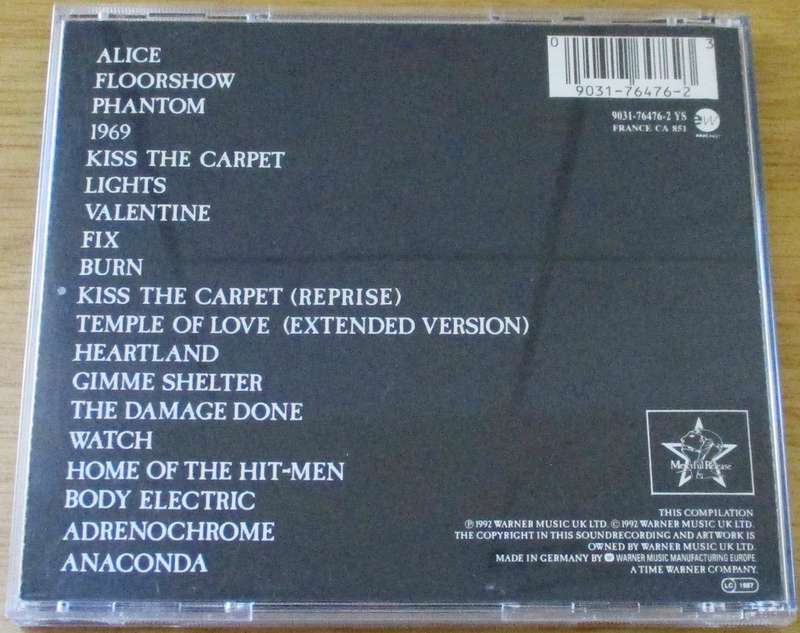 ALICE
FLOORSHOW
PHANTOM
1969
KISS THE CARPET
LIGHTS
VALENTINE
FIX
BURN
KISS THE CARPET (REPRISE)
TEMPLE OF LOVE (EXTENDED VERSION)
HEARTLAND
GIMME SHELTER
THE DAMAGE DONE
WATCH
HOME OF THE HIT-MEN
BODY ELECTRIC
ADRENOCHROME
ANACONDA
0 3
9031-76476-2
9031-76476-2 YS
FRANCE CA 851
ew
Merciful Release
THIS COMPILATION
℗ 1992 WARNER MUSIC UK LTD. © 1992 WARNER MUSIC UK LTD.
THE COPYRIGHT IN THIS SOUNDRECORDING AND ARTWORK IS
OWNED BY WARNER MUSIC UK LTD.
MADE IN GERMANY BY WARNER MUSIC MANUFACTURING EUROPE.
A TIME WARNER COMPANY.
LC